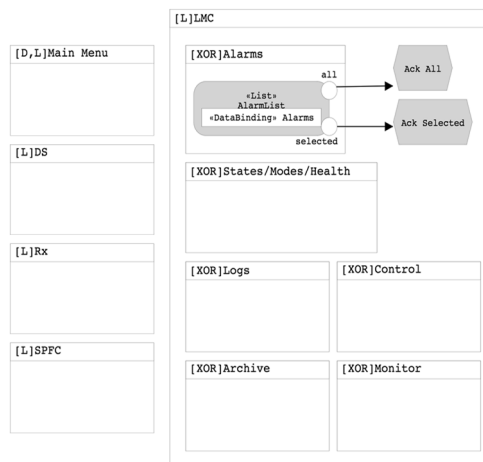 [L]LMC
[D,L]Main Menu
[XOR]Alarms
all
Ack All
«List»
AlarmList
«DataBinding» Alarms
Ack Selected
selected
[L]DS
[XOR]States/Modes/Health
[L]Rx
[XOR]Logs
[XOR]Control
[L]SPFC
[XOR]Archive
[XOR]Monitor